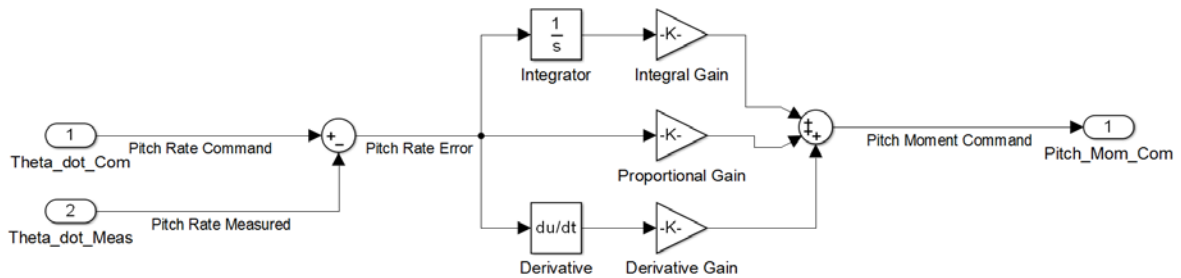 1
s
-K-
Integrator
Integral Gain
1
Theta_dot_Com
Pitch Rate Command
+
−
Pitch Rate Error
-K-
Proportional Gain
+
+
+
Pitch Moment Command
1
Pitch_Mom_Com
2
Theta_dot_Meas
Pitch Rate Measured
du/dt
-K-
Derivative
Derivative Gain